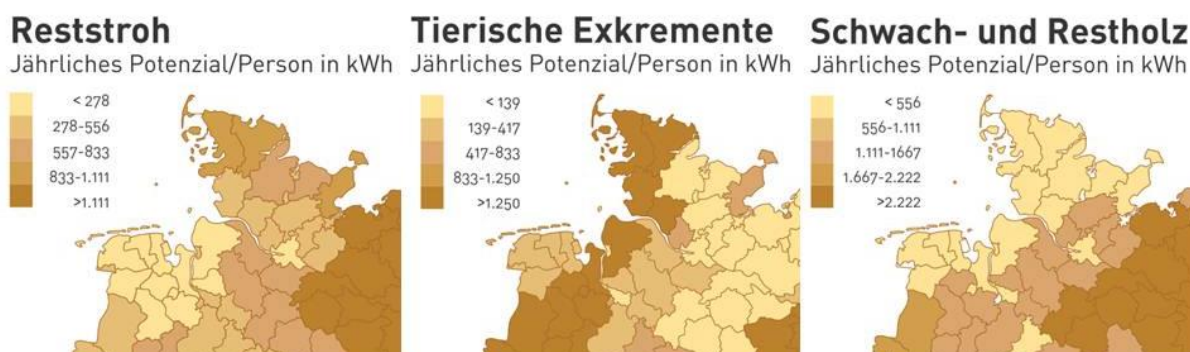 Reststroh
Jährliches Potenzial/Person in kWh
< 278
278-556
557-833
833-1.111
>1.111
Tierische Exkremente
Jährliches Potenzial/Person in kWh
< 139
139-417
417-833
833-1.250
>1.250
Schwach- und Restholz
Jährliches Potenzial/Person in kWh
< 556
556-1.111
1.111-1667
1.667-2.222
>2.222